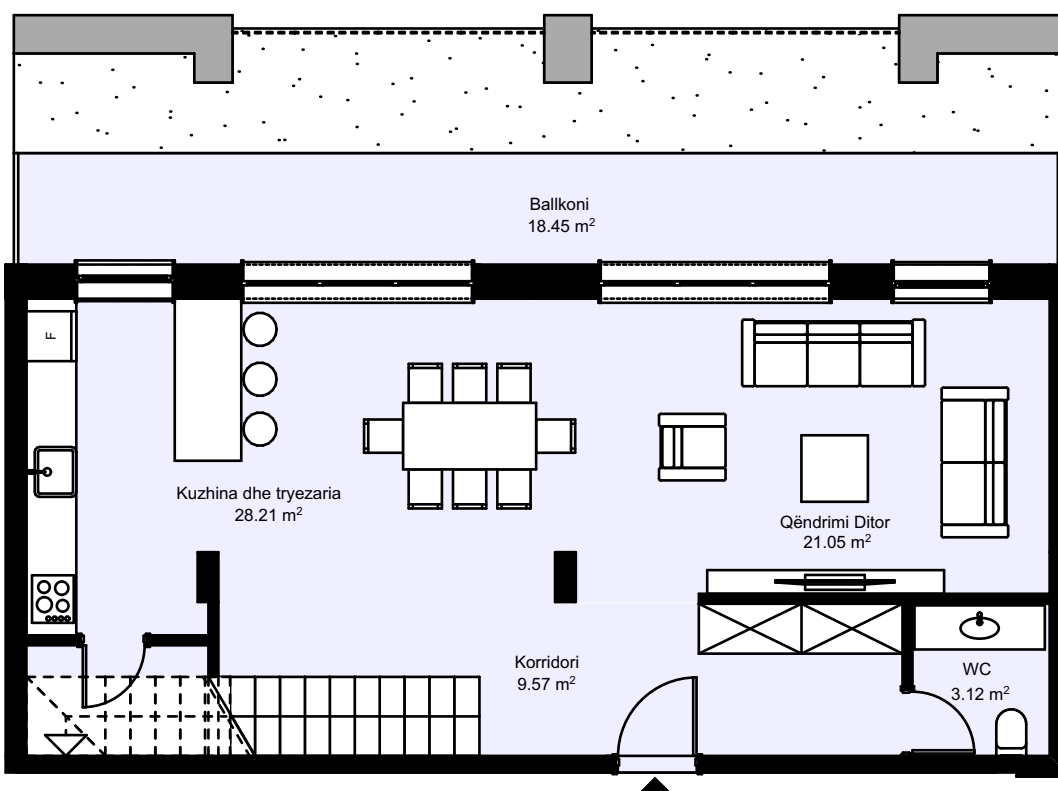 Ballkoni
18.45 m²
F
Kuzhina dhe tryezaria
28.21 m²
Qëndrimi Ditor
21.05 m²
Korridori
9.57 m²
WC
3.12 m²